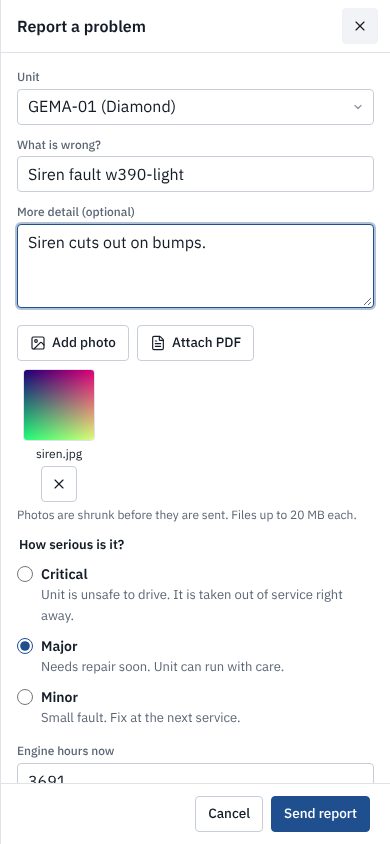 Report a problem
Unit
GEMA-01 (Diamond)
What is wrong?
Siren fault w390-light
More detail (optional)
Siren cuts out on bumps.
Add photo
Attach PDF
siren.jpg
Photos are shrunk before they are sent. Files up to 20 MB each.
How serious is it?
Critical
Unit is unsafe to drive. It is taken out of service right
away.
Major
Needs repair soon. Unit can run with care.
Minor
Small fault. Fix at the next service.
Engine hours now
3691
Cancel
Send report